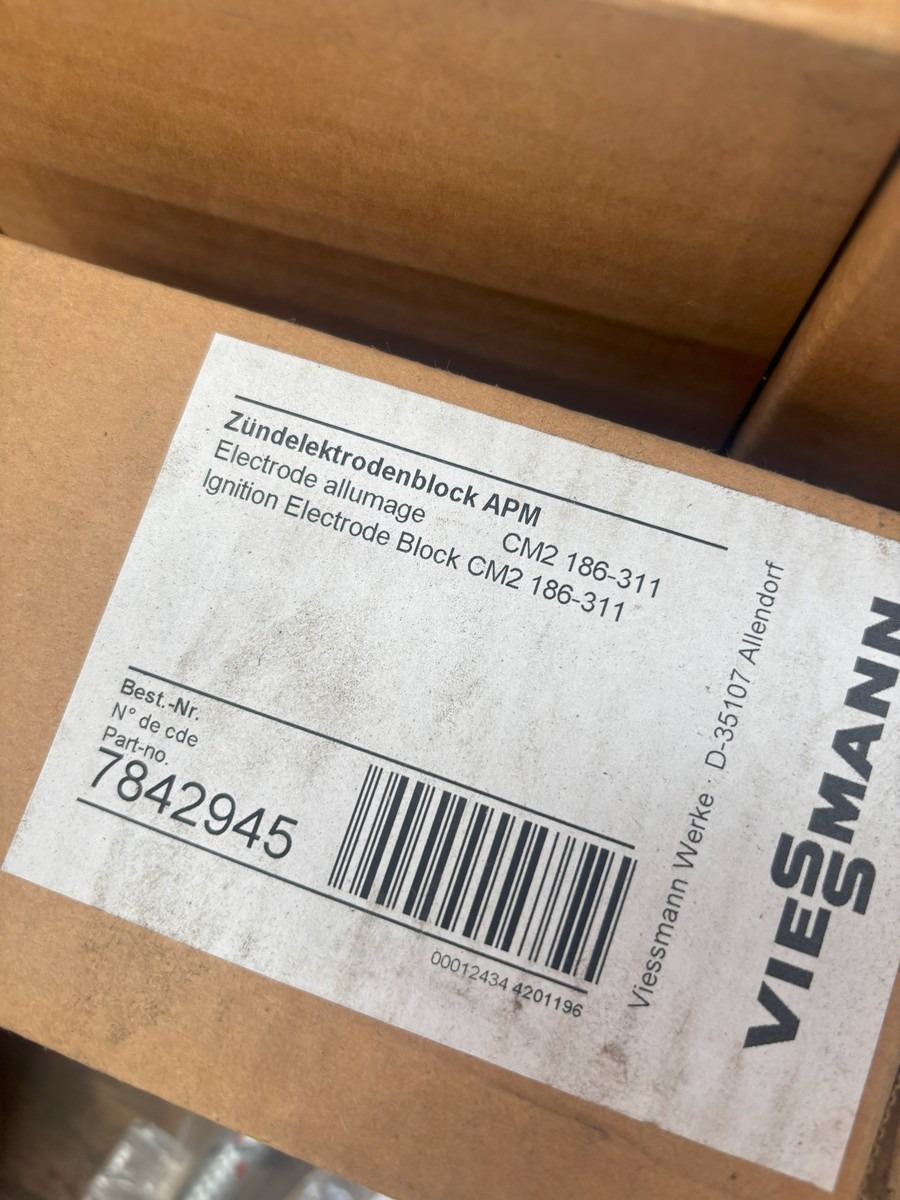 Zündelektrodenblock APM
Electrode allumage CM2 186-311
Ignition Electrode Block CM2 186-311
Best.-Nr.
N° de cde
Part-no.
7842945
00012434 4201196
Viessmann Werke · D-35107 Allendorf
VIESSMANN